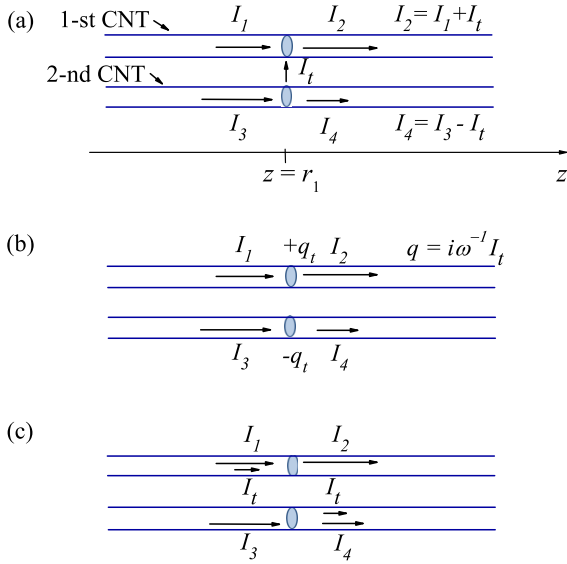 (a)
1-st CNT I₁ I₂ I₂ = I₁ + Iₜ
2-nd CNT Iₜ
I₃ I₄ I₄ = I₃ - Iₜ
z = r₁ z
(b)
I₁ +qₜ I₂ q = iω⁻¹Iₜ
I₃ -qₜ I₄
(c)
I₁ I₂
Iₜ Iₜ
I₃ I₄